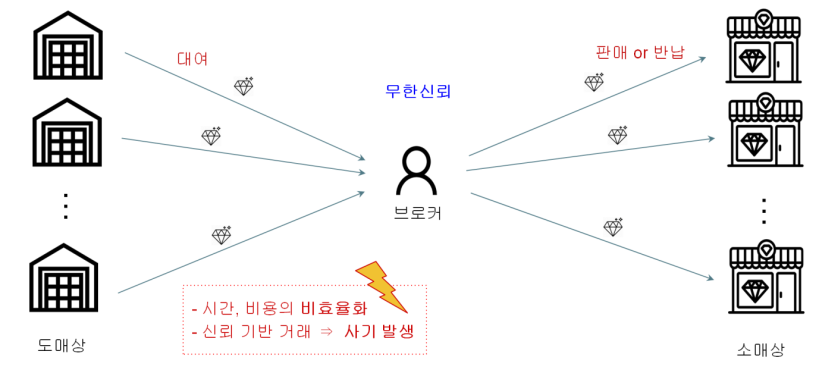 대여
판매 or 반납
무한신뢰
브로커
- 시간, 비용의 비효율화
- 신뢰 기반 거래 ⇒ 사기 발생
도매상
소매상